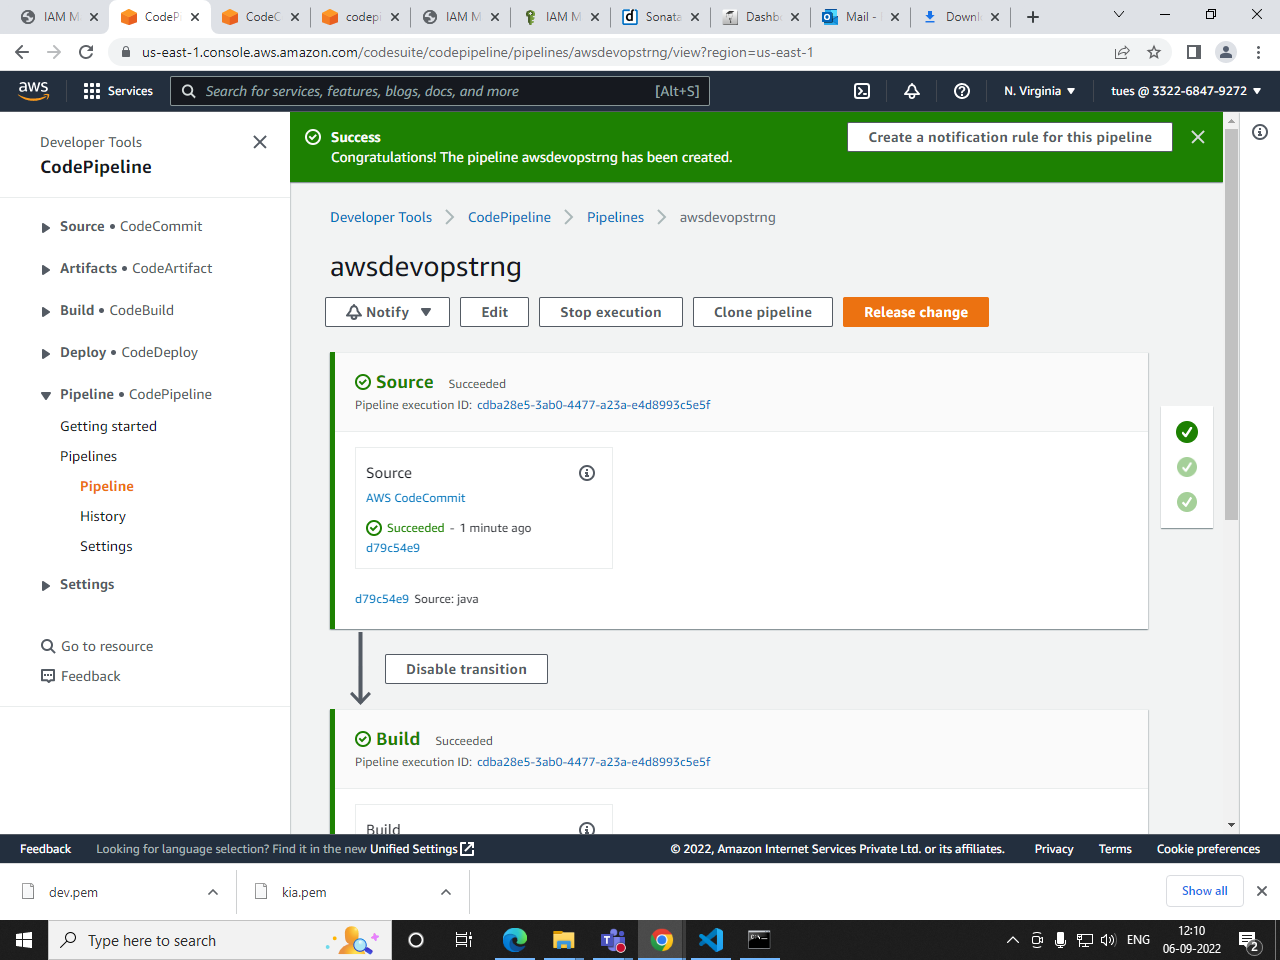 IAM M
CodeP
CodeC
codepi
IAM M
IAM M
Sonata
Dashb
Mail -
Downl
us-east-1.console.aws.amazon.com/codesuite/codepipeline/pipelines/awsdevopstrng/view?region=us-east-1
aws
Services
Search for services, features, blogs, docs, and more
[Alt+S]
N. Virginia
tues @ 3322-6847-9272
Developer Tools
CodePipeline
Source • CodeCommit
Artifacts • CodeArtifact
Build • CodeBuild
Deploy • CodeDeploy
Pipeline • CodePipeline
Getting started
Pipelines
Pipeline
History
Settings
Settings
Go to resource
Feedback
Success
Congratulations! The pipeline awsdevopstrng has been created.
Create a notification rule for this pipeline
Developer Tools
CodePipeline
Pipelines
awsdevopstrng
awsdevopstrng
Notify
Edit
Stop execution
Clone pipeline
Release change
Source Succeeded
Pipeline execution ID: cdba28e5-3ab0-4477-a23a-e4d8993c5e5f
Source
AWS CodeCommit
Succeeded - 1 minute ago
d79c54e9
d79c54e9 Source: java
Disable transition
Build Succeeded
Pipeline execution ID: cdba28e5-3ab0-4477-a23a-e4d8993c5e5f
Build
Feedback
Looking for language selection? Find it in the new Unified Settings
© 2022, Amazon Internet Services Private Ltd. or its affiliates.
Privacy
Terms
Cookie preferences
dev.pem
kia.pem
Show all
Type here to search
ENG
12:10
06-09-2022
2